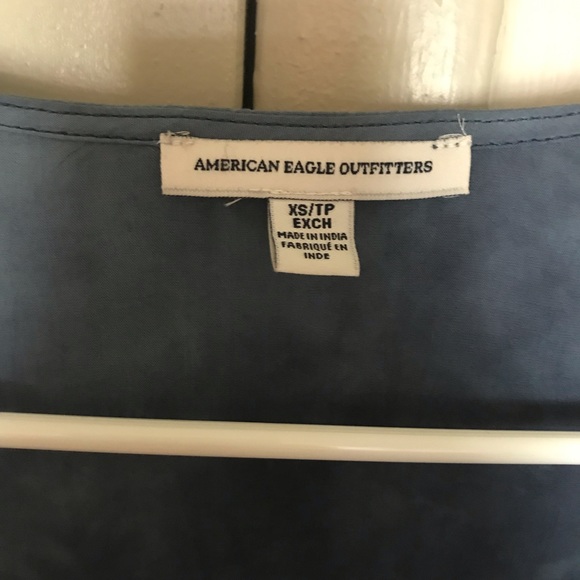 AMERICAN EAGLE OUTFITTERS
XS/TP
EXCH
MADE IN INDIA
FABRIQUÉ EN
INDE